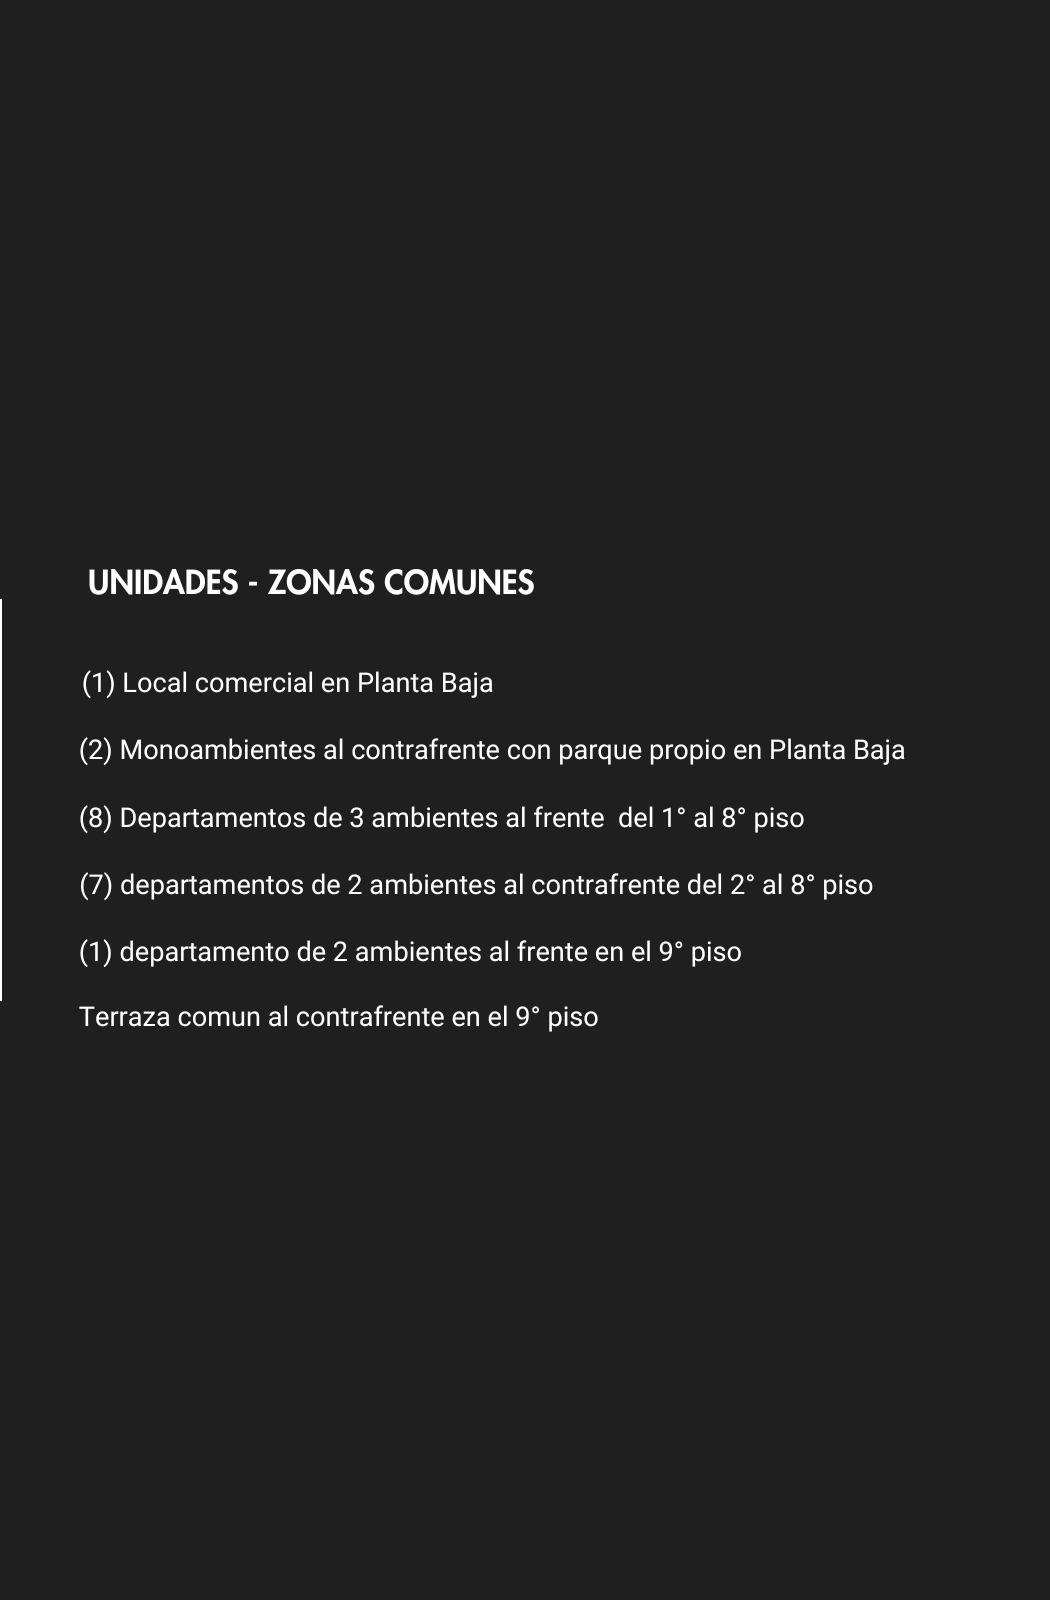 UNIDADES - ZONAS COMUNES
(1) Local comercial en Planta Baja
(2) Monoambientes al contrafrente con parque propio en Planta Baja
(8) Departamentos de 3 ambientes al frente  del 1° al 8° piso
(7) departamentos de 2 ambientes al contrafrente del 2° al 8° piso
(1) departamento de 2 ambientes al frente en el 9° piso
Terraza comun al contrafrente en el 9° piso